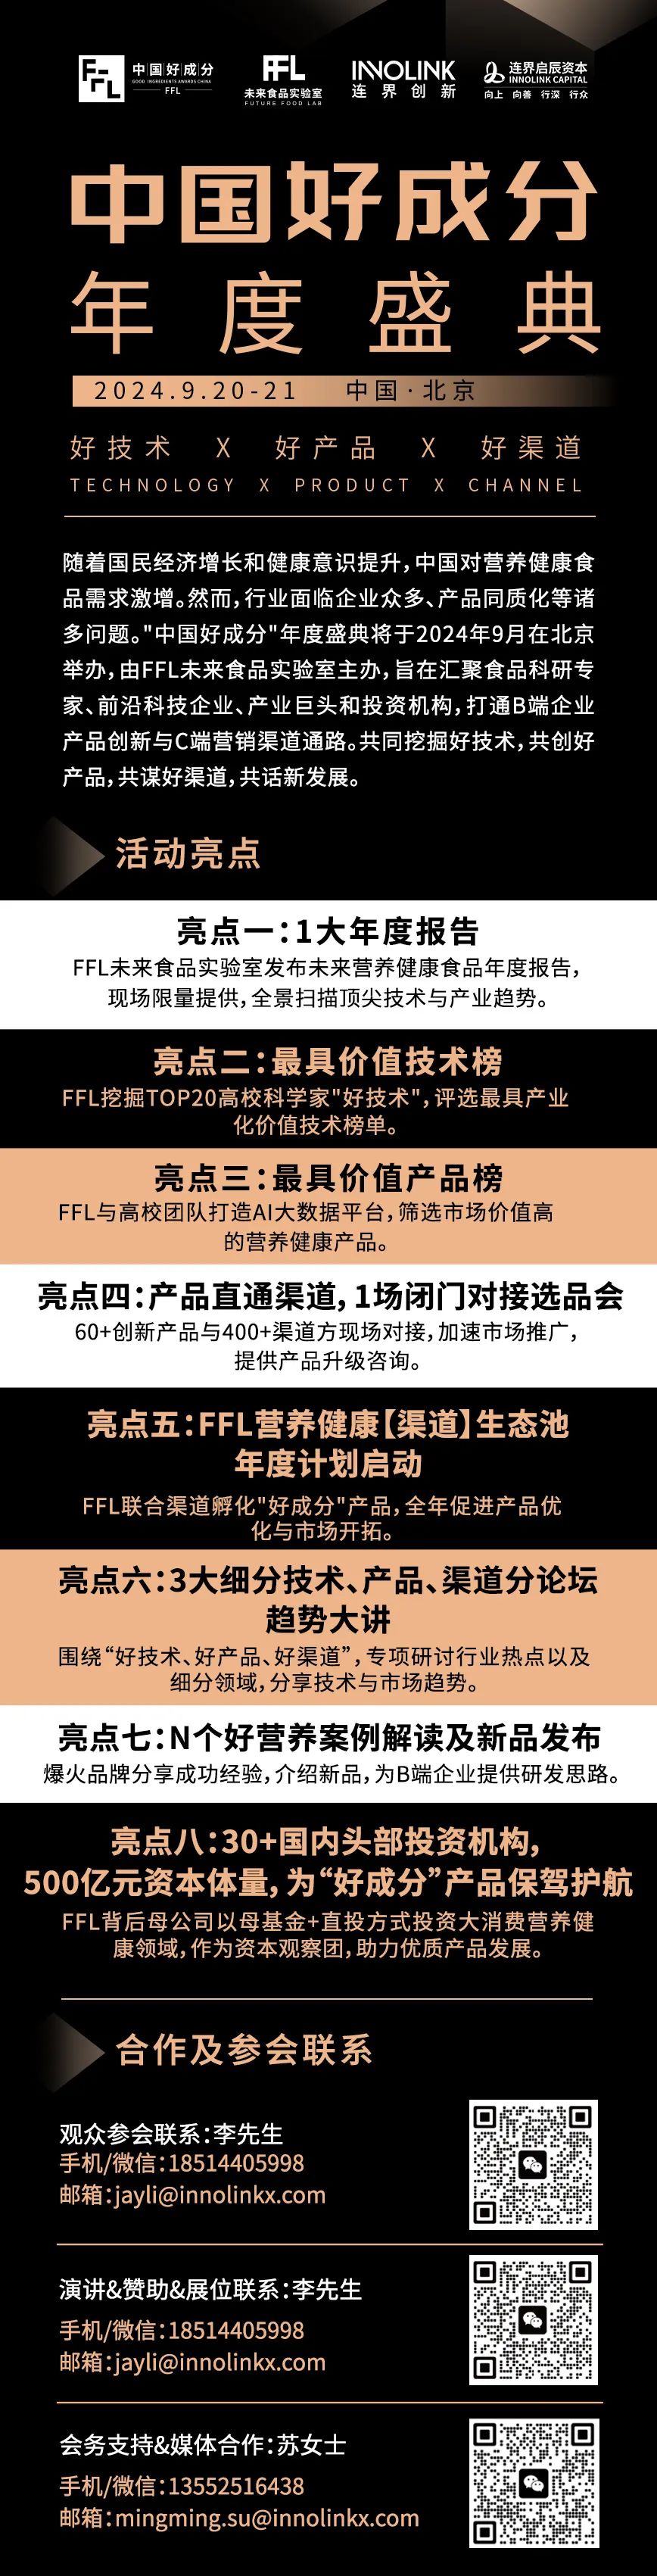 中国好成分
GOOD INGREDIENTS AWARDS CHINA
FFL
FFL
未来食品实验室
FUTURE FOOD LAB
INNOLINK
连界创新
连界启辰资本
INNOLINK CAPITAL
向上 向善 行深 行众
中国好成分
年度盛典
2024.9.20-21 中国·北京
好技术 X 好产品 X 好渠道
TECHNOLOGY X PRODUCT X CHANNEL
随着国民经济增长和健康意识提升，中国对营养健康食
品需求激增。然而，行业面临企业众多、产品同质化等诸
多问题。"中国好成分"年度盛典将于2024年9月在北京
举办，由FFL未来食品实验室主办，旨在汇聚食品科研专
家、前沿科技企业、产业巨头和投资机构，打通B端企业
产品创新与C端营销渠道通路。共同挖掘好技术，共创好
产品，共谋好渠道，共话新发展。
活动亮点
亮点一：1大年度报告
FFL未来食品实验室发布未来营养健康食品年度报告，
现场限量提供，全景扫描顶尖技术与产业趋势。
亮点二：最具价值技术榜
FFL挖掘TOP20高校科学家"好技术"，评选最具产业
化价值技术榜单。
亮点三：最具价值产品榜
FFL与高校团队打造AI大数据平台，筛选市场价值高
的营养健康产品。
亮点四：产品直通渠道，1场闭门对接选品会
60+创新产品与400+渠道方现场对接，加速市场推广，
提供产品升级咨询。
亮点五：FFL营养健康【渠道】生态池
年度计划启动
FFL联合渠道孵化"好成分"产品，全年促进产品优
化与市场开拓。
亮点六：3大细分技术、产品、渠道分论坛
趋势大讲
围绕“好技术、好产品、好渠道”，专项研讨行业热点以及
细分领域，分享技术与市场趋势。
亮点七：N个好营养案例解读及新品发布
爆火品牌分享成功经验，介绍新品，为B端企业提供研发思路。
亮点八：30+国内头部投资机构，
500亿元资本体量，为“好成分”产品保驾护航
FFL背后母公司以母基金+直投方式投资大消费营养健
康领域，作为资本观察团，助力优质产品发展。
合作及参会联系
观众参会联系：李先生
手机/微信：18514405998
邮箱：jayli@innolinkx.com
演讲&赞助&展位联系：李先生
手机/微信：18514405998
邮箱：jayli@innolinkx.com
会务支持&媒体合作：苏女士
手机/微信：13552516438
邮箱：mingming.su@innolinkx.com